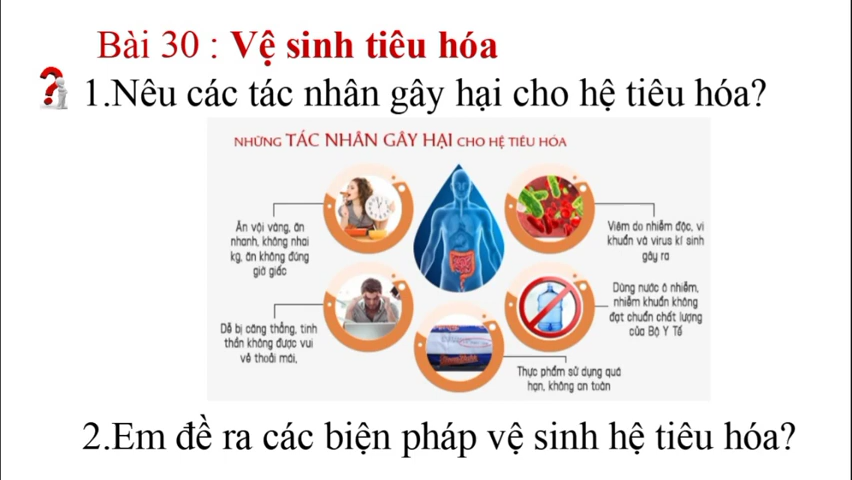 Bài 30 : Vệ sinh tiêu hóa
?
1.Nêu các tác nhân gây hại cho hệ tiêu hóa?
NHỮNG TÁC NHÂN GÂY HẠI CHO HỆ TIÊU HÓA
Ăn vội vàng, ăn
nhanh, không nhai
kg, ăn không đúng
giờ giấc
Viêm do nhiễm độc, vi
khuẩn và virus kí sinh
gây ra
Dễ bị căng thẳng, tinh
thần không được vui
vẻ thoải mái,
Dùng nước ô nhiễm,
nhiễm khuẩn không
đạt chuẩn chất lượng
của Bộ Y Tế
Thực phẩm sử dụng quá
hạn, không an toàn
2.Em đề ra các biện pháp vệ sinh hệ tiêu hóa?